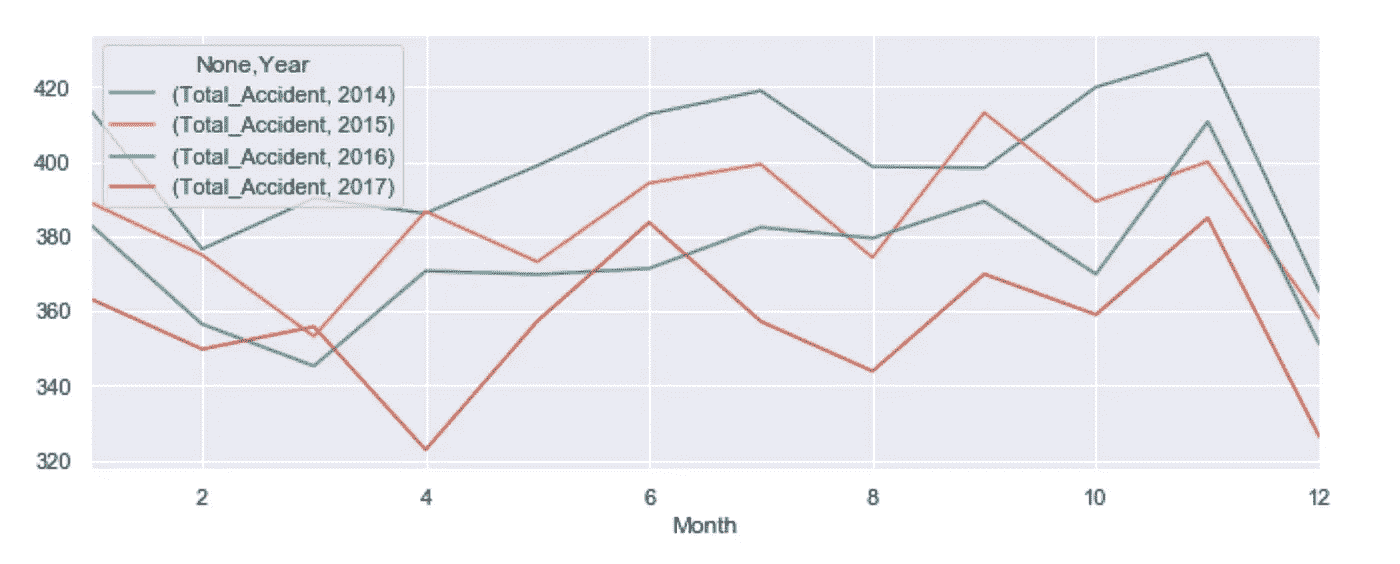 None,Year
(Total_Accident, 2014)
(Total_Accident, 2015)
(Total_Accident, 2016)
(Total_Accident, 2017)
420
400
380
360
340
320
2 4 6 8 10 12
Month